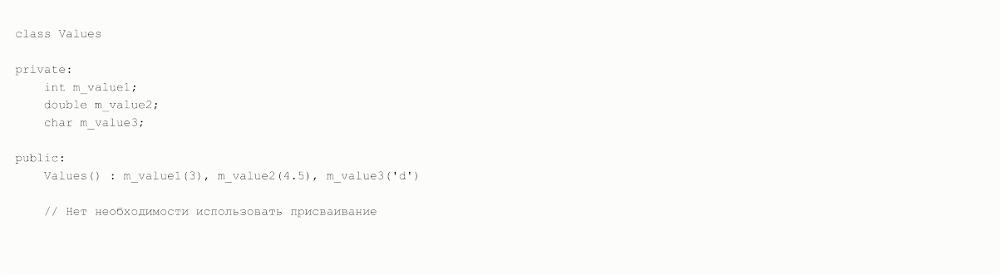 class Values
private:
int m_value1;
double m_value2;
char m_value3;
public:
Values() : m_value1(3), m_value2(4.5), m_value3('d')
// Нет необходимости использовать присваивание